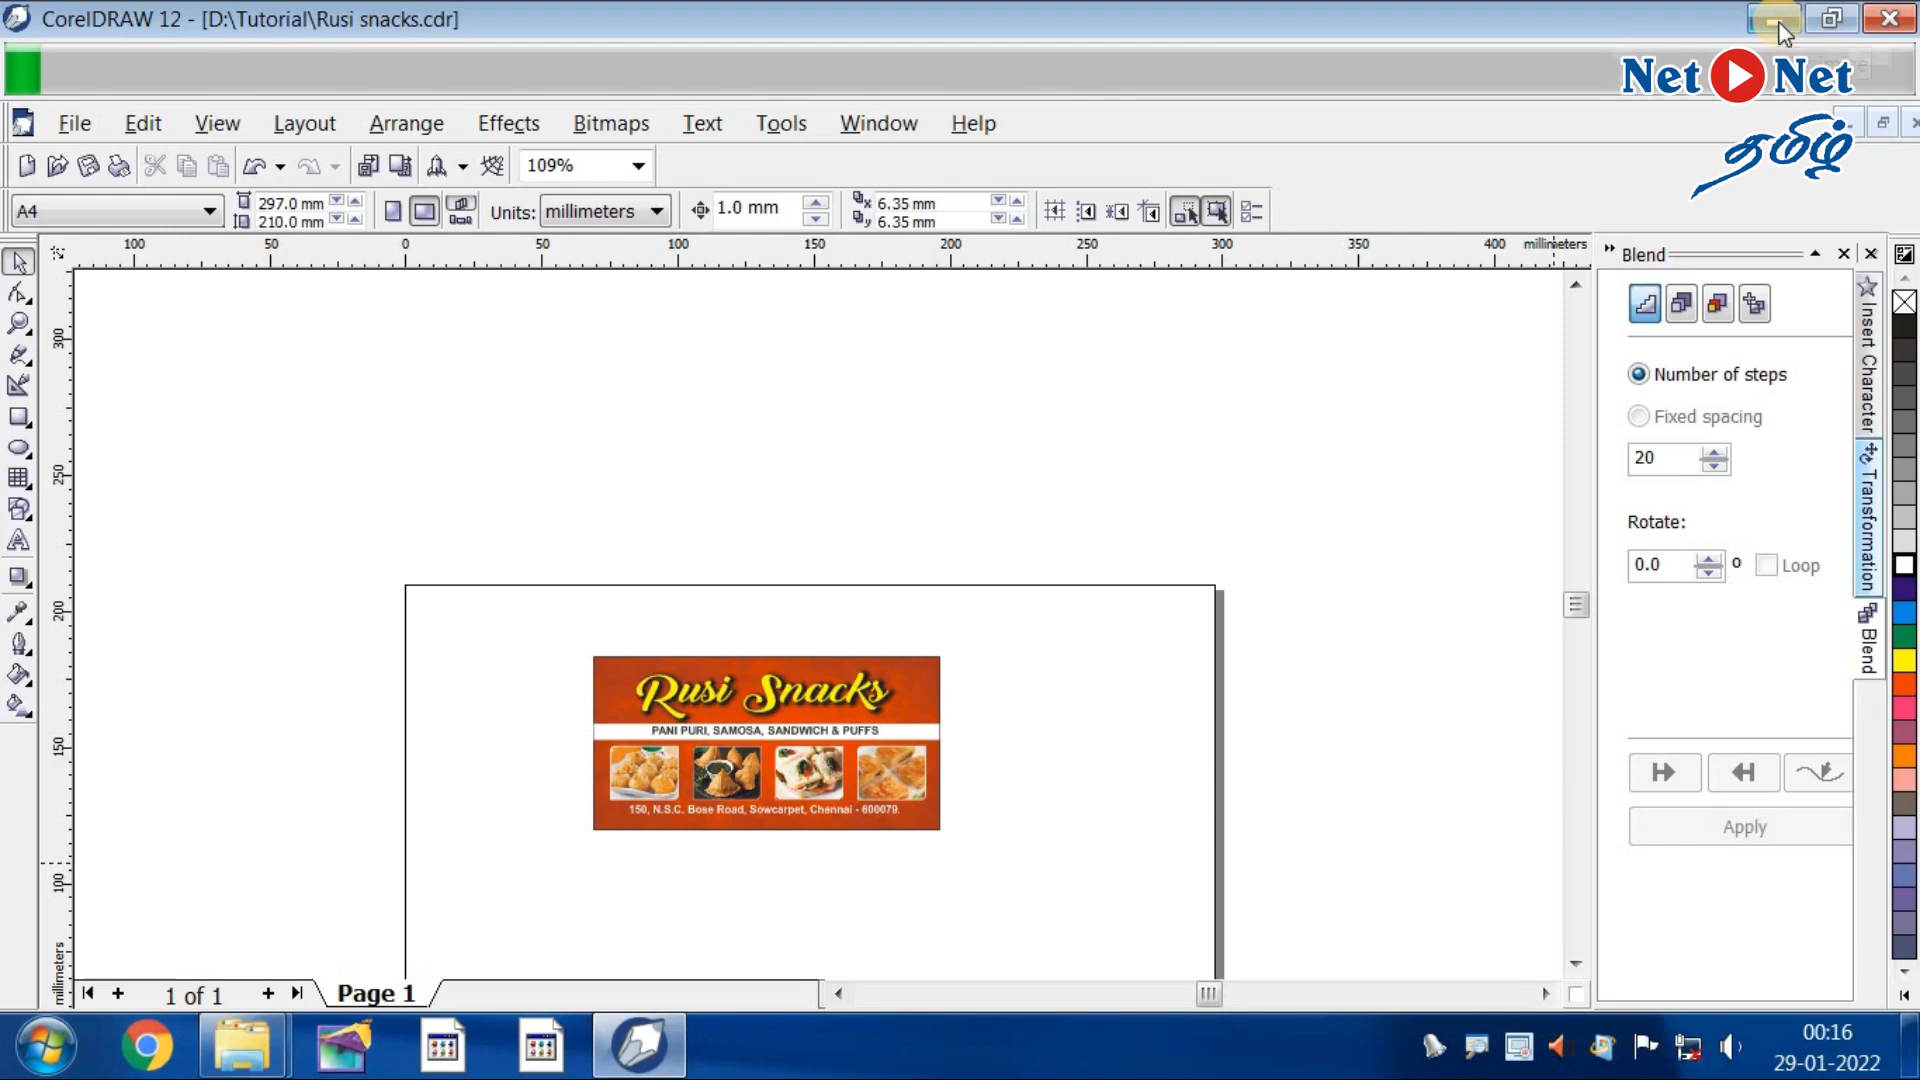 CorelDRAW 12 - [D:\Tutorial\Rusi snacks.cdr]
Net Net
தமிழ்
File Edit View Layout Arrange Effects Bitmaps Text Tools Window Help
109%
A4
297.0 mm
210.0 mm
Units: millimeters
1.0 mm
6.35 mm
6.35 mm
100 50 0 50 100 150 200 250 300 350 400 millimeters
300
250
200
150
100
millimeters
Blend
Number of steps
Fixed spacing
20
Rotate:
0.0 o Loop
Apply
Insert Character
Transformation
Blend
Rusi Snacks
PANI PURI, SAMOSA, SANDWICH & PUFFS
150, N.S.C. Bose Road, Sowcarpet, Chennai - 600079.
1 of 1
Page 1
00:16
29-01-2022